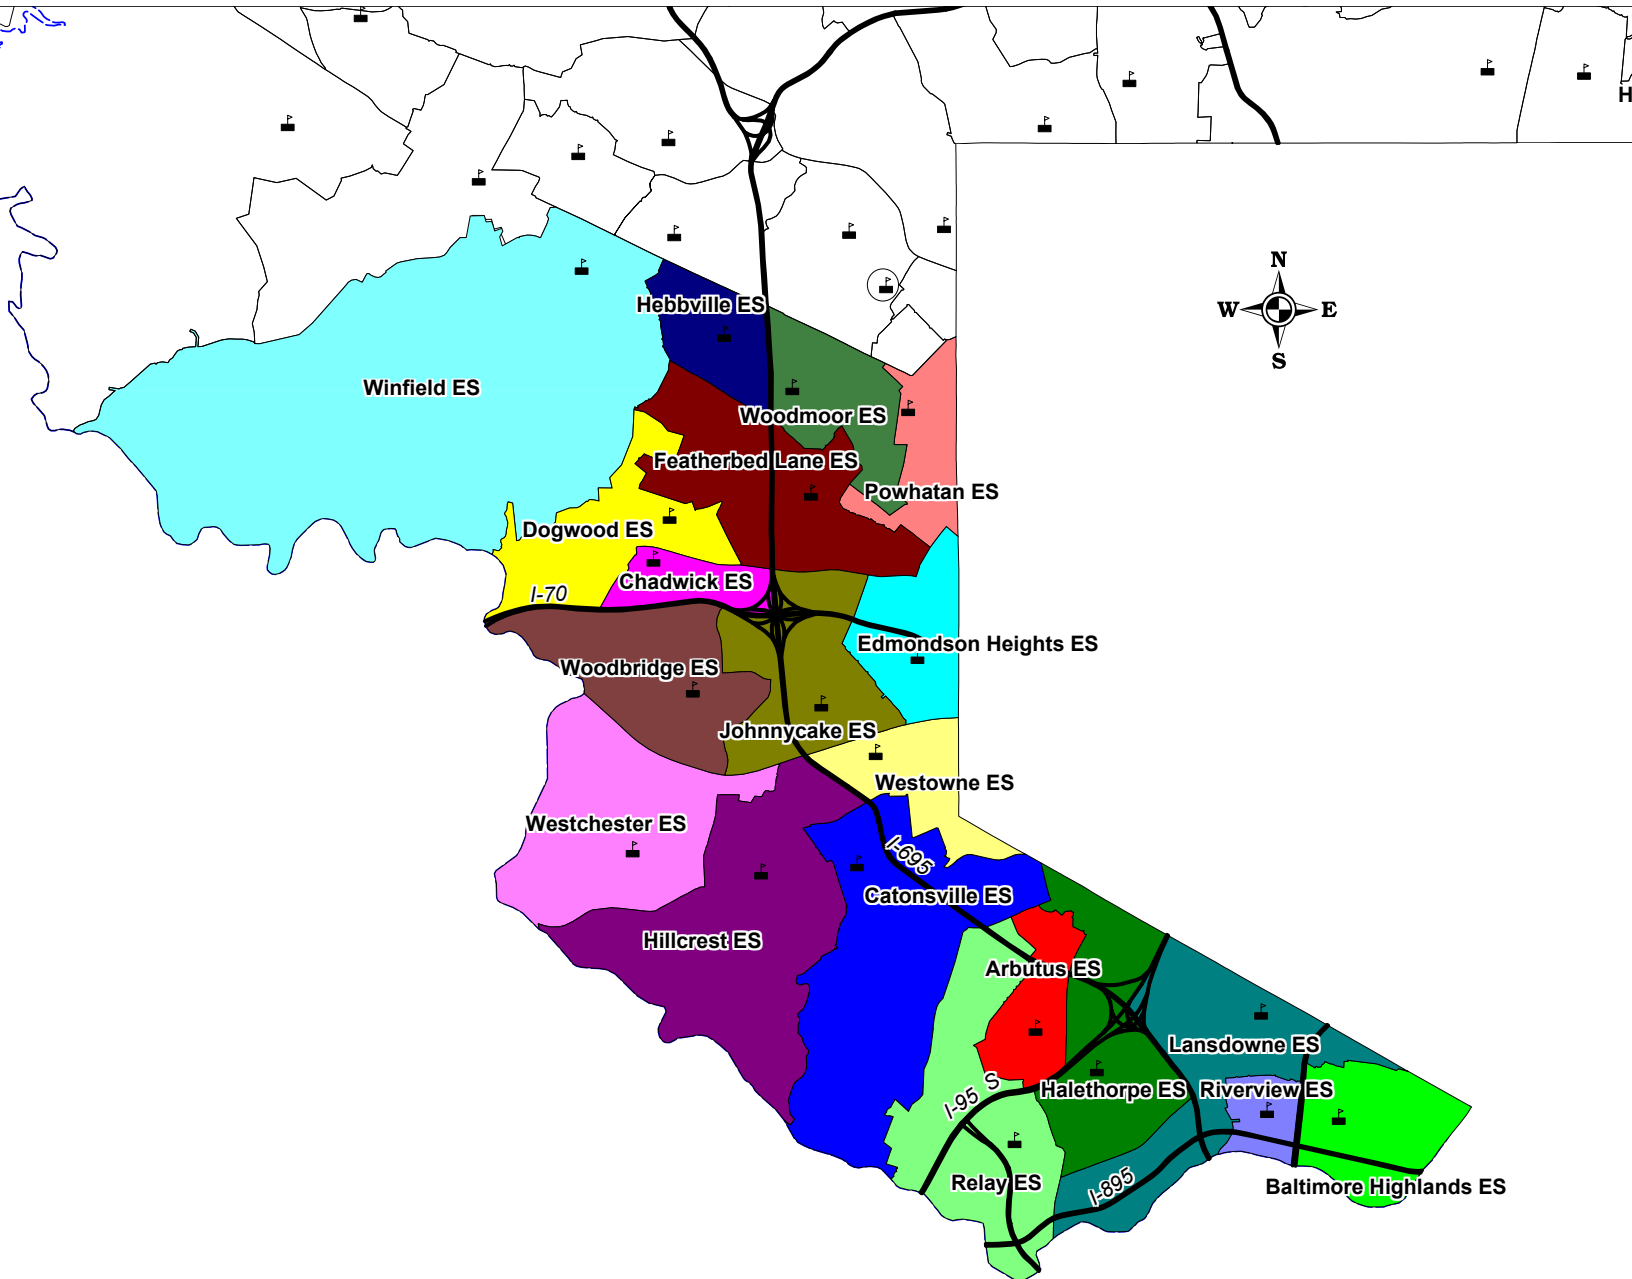 H
N
W E
S
Hebbville ES
Winfield ES
Woodmoor ES
Featherbed Lane ES
Powhatan ES
Dogwood ES
Chadwick ES
I-70
Edmondson Heights ES
Woodbridge ES
Johnnycake ES
Westowne ES
Westchester ES
I-695
Catonsville ES
Hillcrest ES
Arbutus ES
Lansdowne ES
Halethorpe ES
Riverview ES
I-95 S
Relay ES
I-895
Baltimore Highlands ES